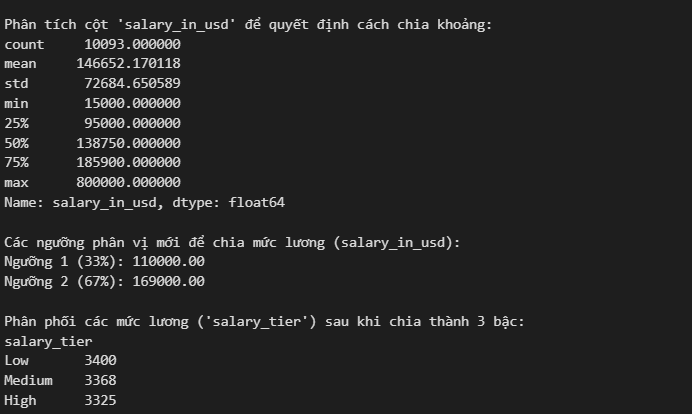 Phân tích cột 'salary_in_usd' để quyết định cách chia khoảng:
count     10093.000000
mean     146652.170118
std       72684.650589
min       15000.000000
25%       95000.000000
50%      138750.000000
75%      185900.000000
max      800000.000000
Name: salary_in_usd, dtype: float64
Các ngưỡng phân vị mới để chia mức lương (salary_in_usd):
Ngưỡng 1 (33%): 110000.00
Ngưỡng 2 (67%): 169000.00
Phân phối các mức lương ('salary_tier') sau khi chia thành 3 bậc:
salary_tier
Low       3400
Medium    3368
High      3325